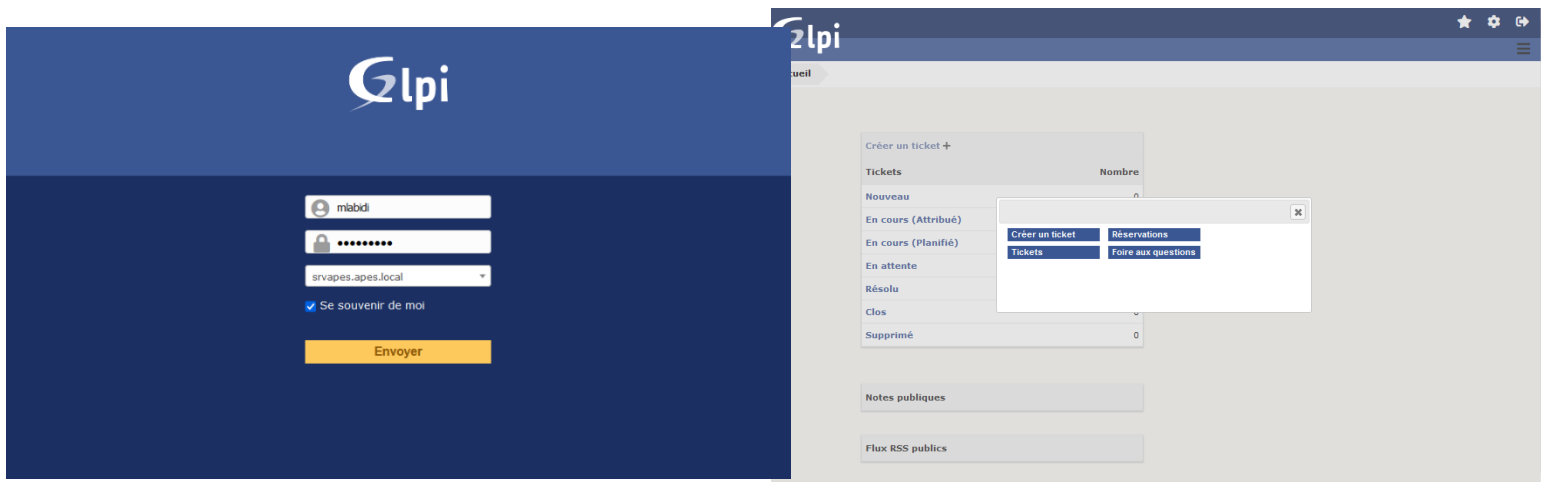 Glpi
mlabidi
•••••••••
srvapes.apes.local
Se souvenir de moi
Envoyer
Glpi
cueil
Créer un ticket +
Tickets Nombre
Nouveau 0
En cours (Attribué)
En cours (Planifié)
En attente
Résolu
Clos
Supprimé 0
Créer un ticket Réservations
Tickets Foire aux questions
Notes publiques
Flux RSS publics